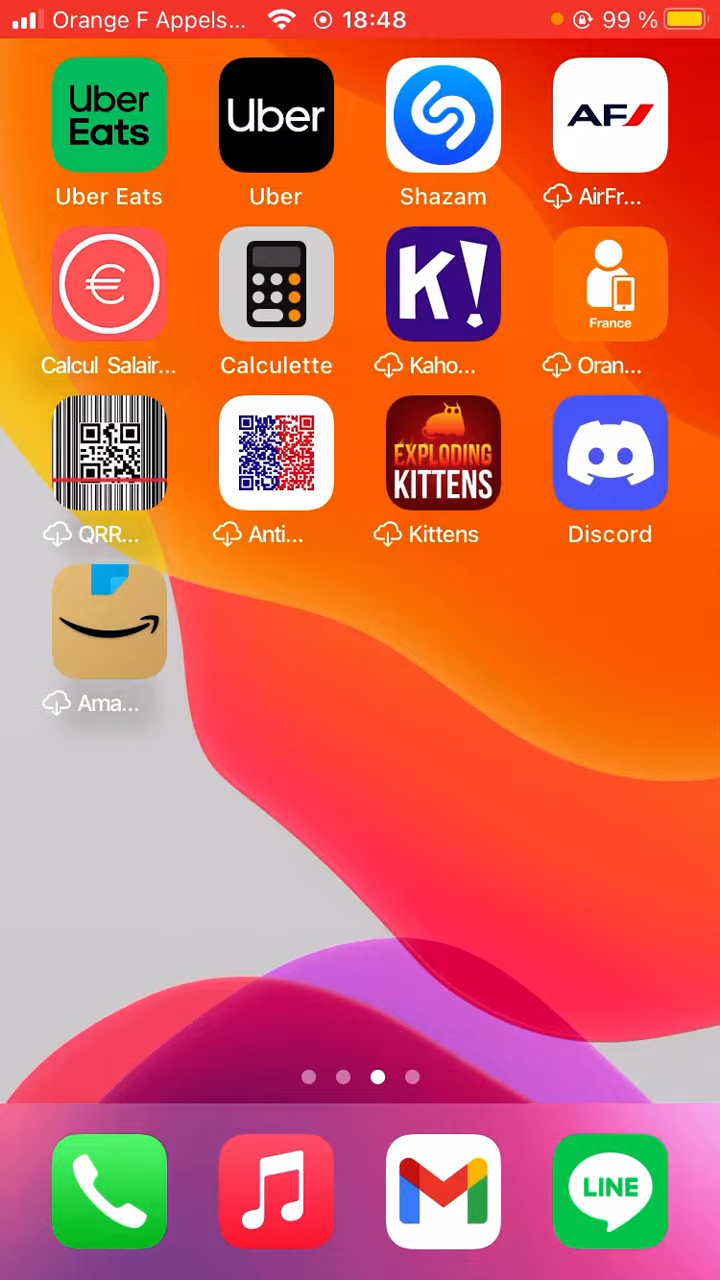 Orange F Appels... 18:48 99 %
Uber Eats
Uber
AF
Uber Eats Uber Shazam AirFr...
€
K!
France
Calcul Salair... Calculette Kaho... Oran...
EXPLODING
KITTENS
QRR... Anti... Kittens Discord
Ama...
LINE